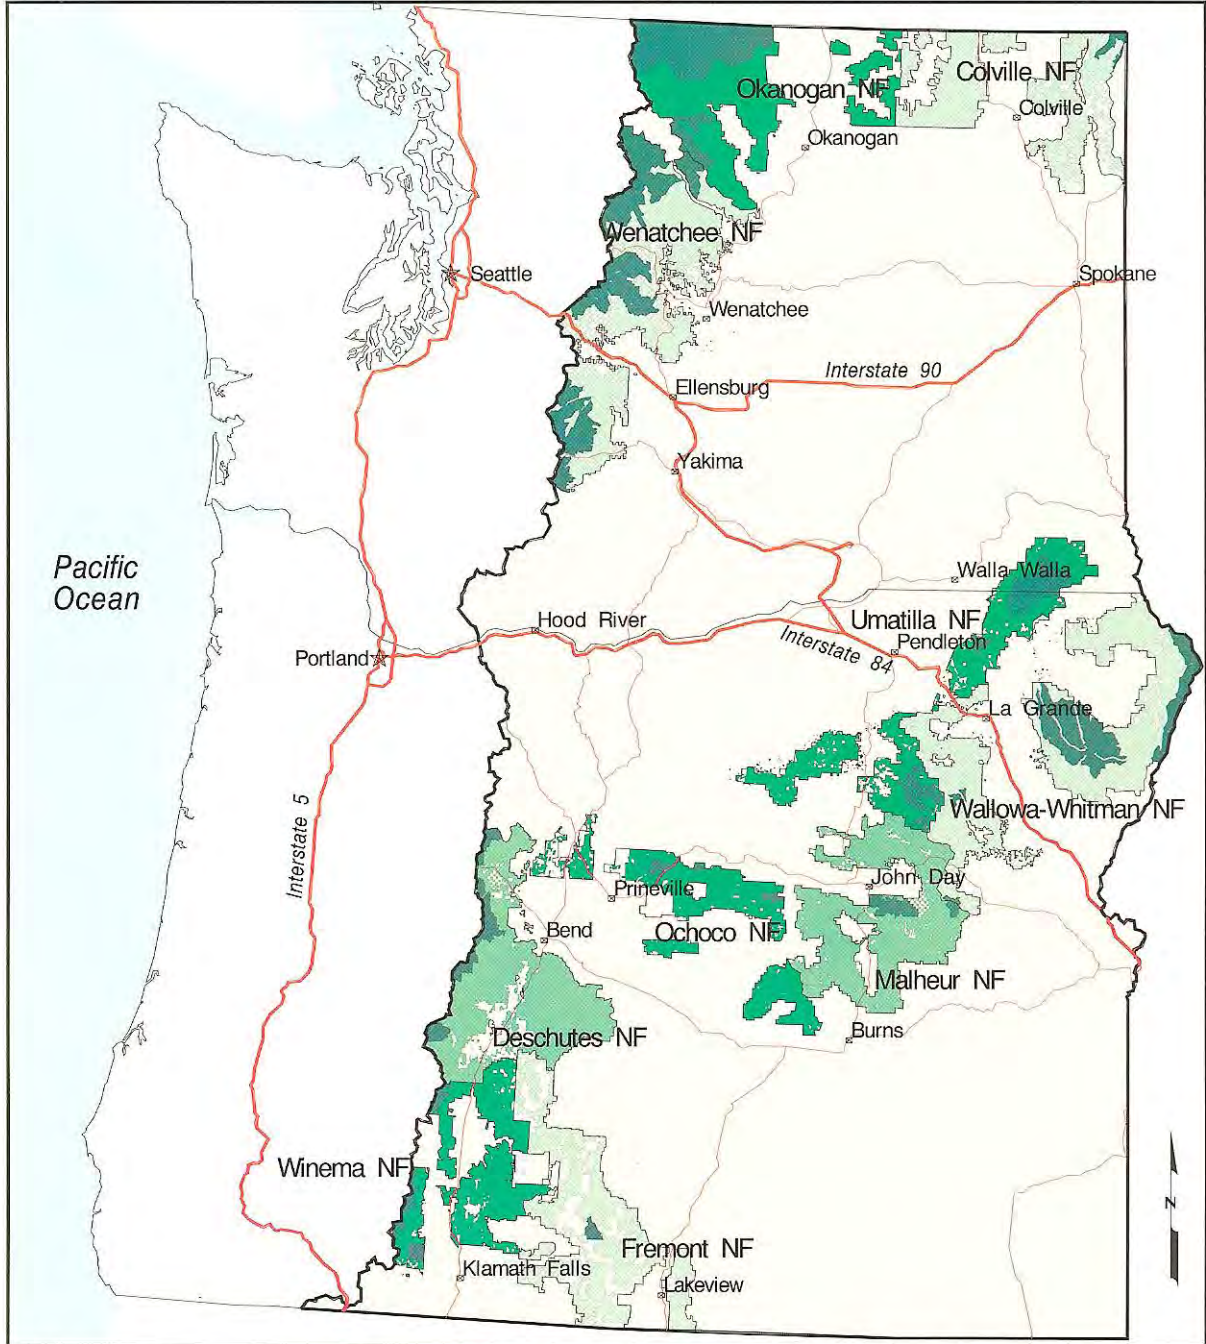 Colville NF
Okanogan NF
Colville
Okanogan
Wenatchee NF
Seattle
Spokane
Wenatchee
Interstate 90
Ellensburg
Yakima
Pacific
Ocean
Walla Walla
Hood River
Umatilla NF
Pendleton
Interstate 84
Portland
La Grande
Interstate 5
Wallowa-Whitman NF
John Day
Prineville
Bend
Ochoco NF
Malheur NF
Burns
Deschutes NF
Winema NF
N
Fremont NF
Klamath Falls
Lakeview